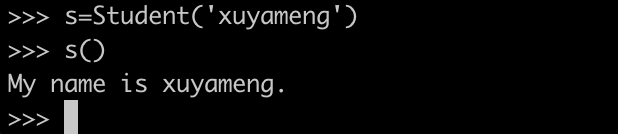 >>> s=Student('xuyameng')
>>> s()
My name is xuyameng.
>>>